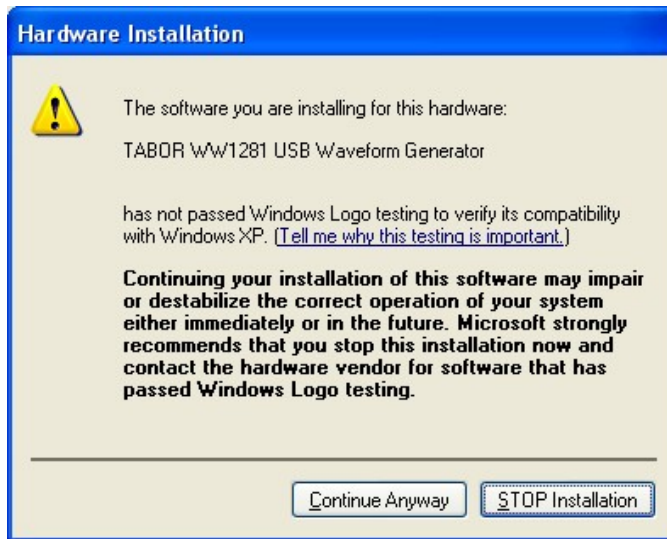 Hardware Installation
The software you are installing for this hardware:
TABOR WW1281 USB Waveform Generator
has not passed Windows Logo testing to verify its compatibility
with Windows XP. (Tell me why this testing is important.)
Continuing your installation of this software may impair
or destabilize the correct operation of your system
either immediately or in the future. Microsoft strongly
recommends that you stop this installation now and
contact the hardware vendor for software that has
passed Windows Logo testing.
Continue Anyway
STOP Installation